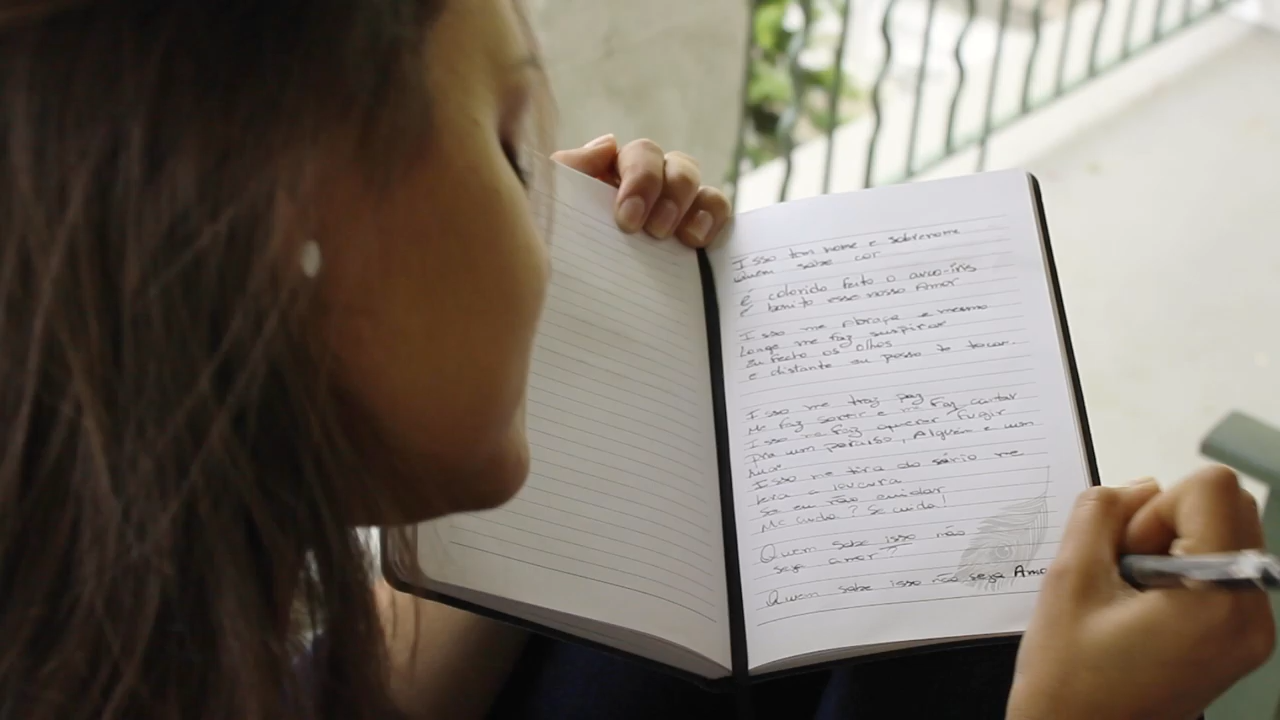 Isso tem nome e sobrenome
Quem sabe cor
é colorido feito o arco-íris
é bonito esse nosso Amor
Isso me Abraça e mesmo
Longe me faz suspirar
Eu fecho os olhos
e distante eu posso te tocar.
Isso me traz paz
Me faz sorrir e me faz cantar
Isso me faz querer fugir
Pra um paraíso, Alguém e um
Isso me tira do sério me
leva a loucura
Se eu não cuidar
Me cuida? Se cuida!
Quem sabe isso não
seja amor?
Quem sabe isso não seja Amo